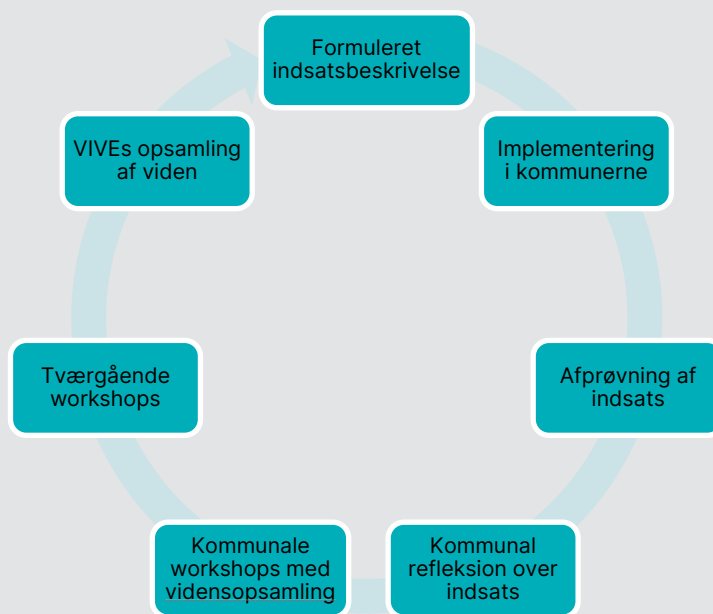 Formuleret
indsatsbeskrivelse
Implementering
i kommunerne
Afprøvning af
indsats
Kommunal
refleksion over
indsats
Kommunale
workshops med
vidensopsamling
Tværgående
workshops
VIVEs opsamling
af viden